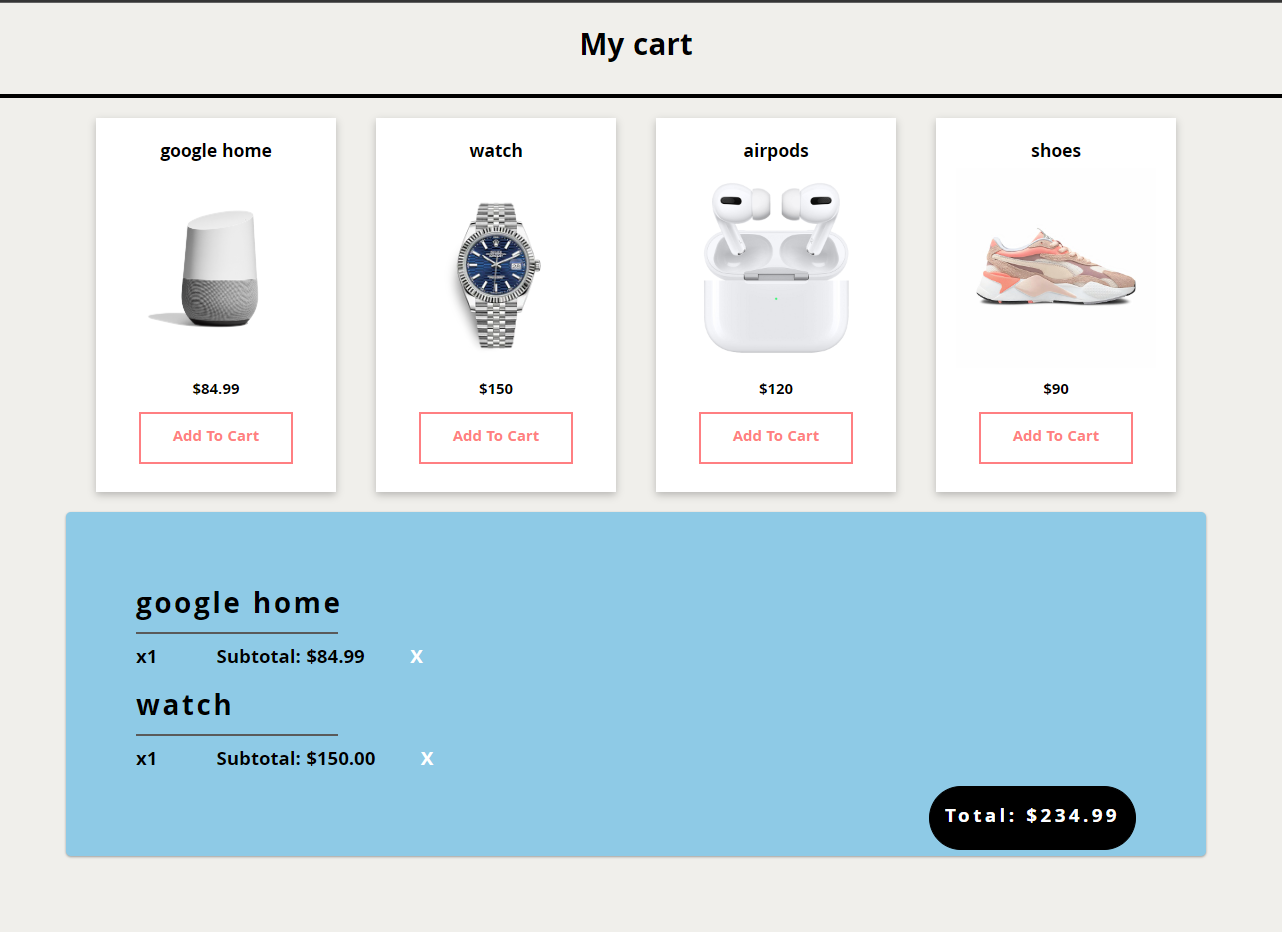 My cart
google home
watch
airpods
shoes
$84.99
$150
$120
$90
Add To Cart
Add To Cart
Add To Cart
Add To Cart
google home
x1 Subtotal: $84.99 X
watch
x1 Subtotal: $150.00 X
Total: $234.99